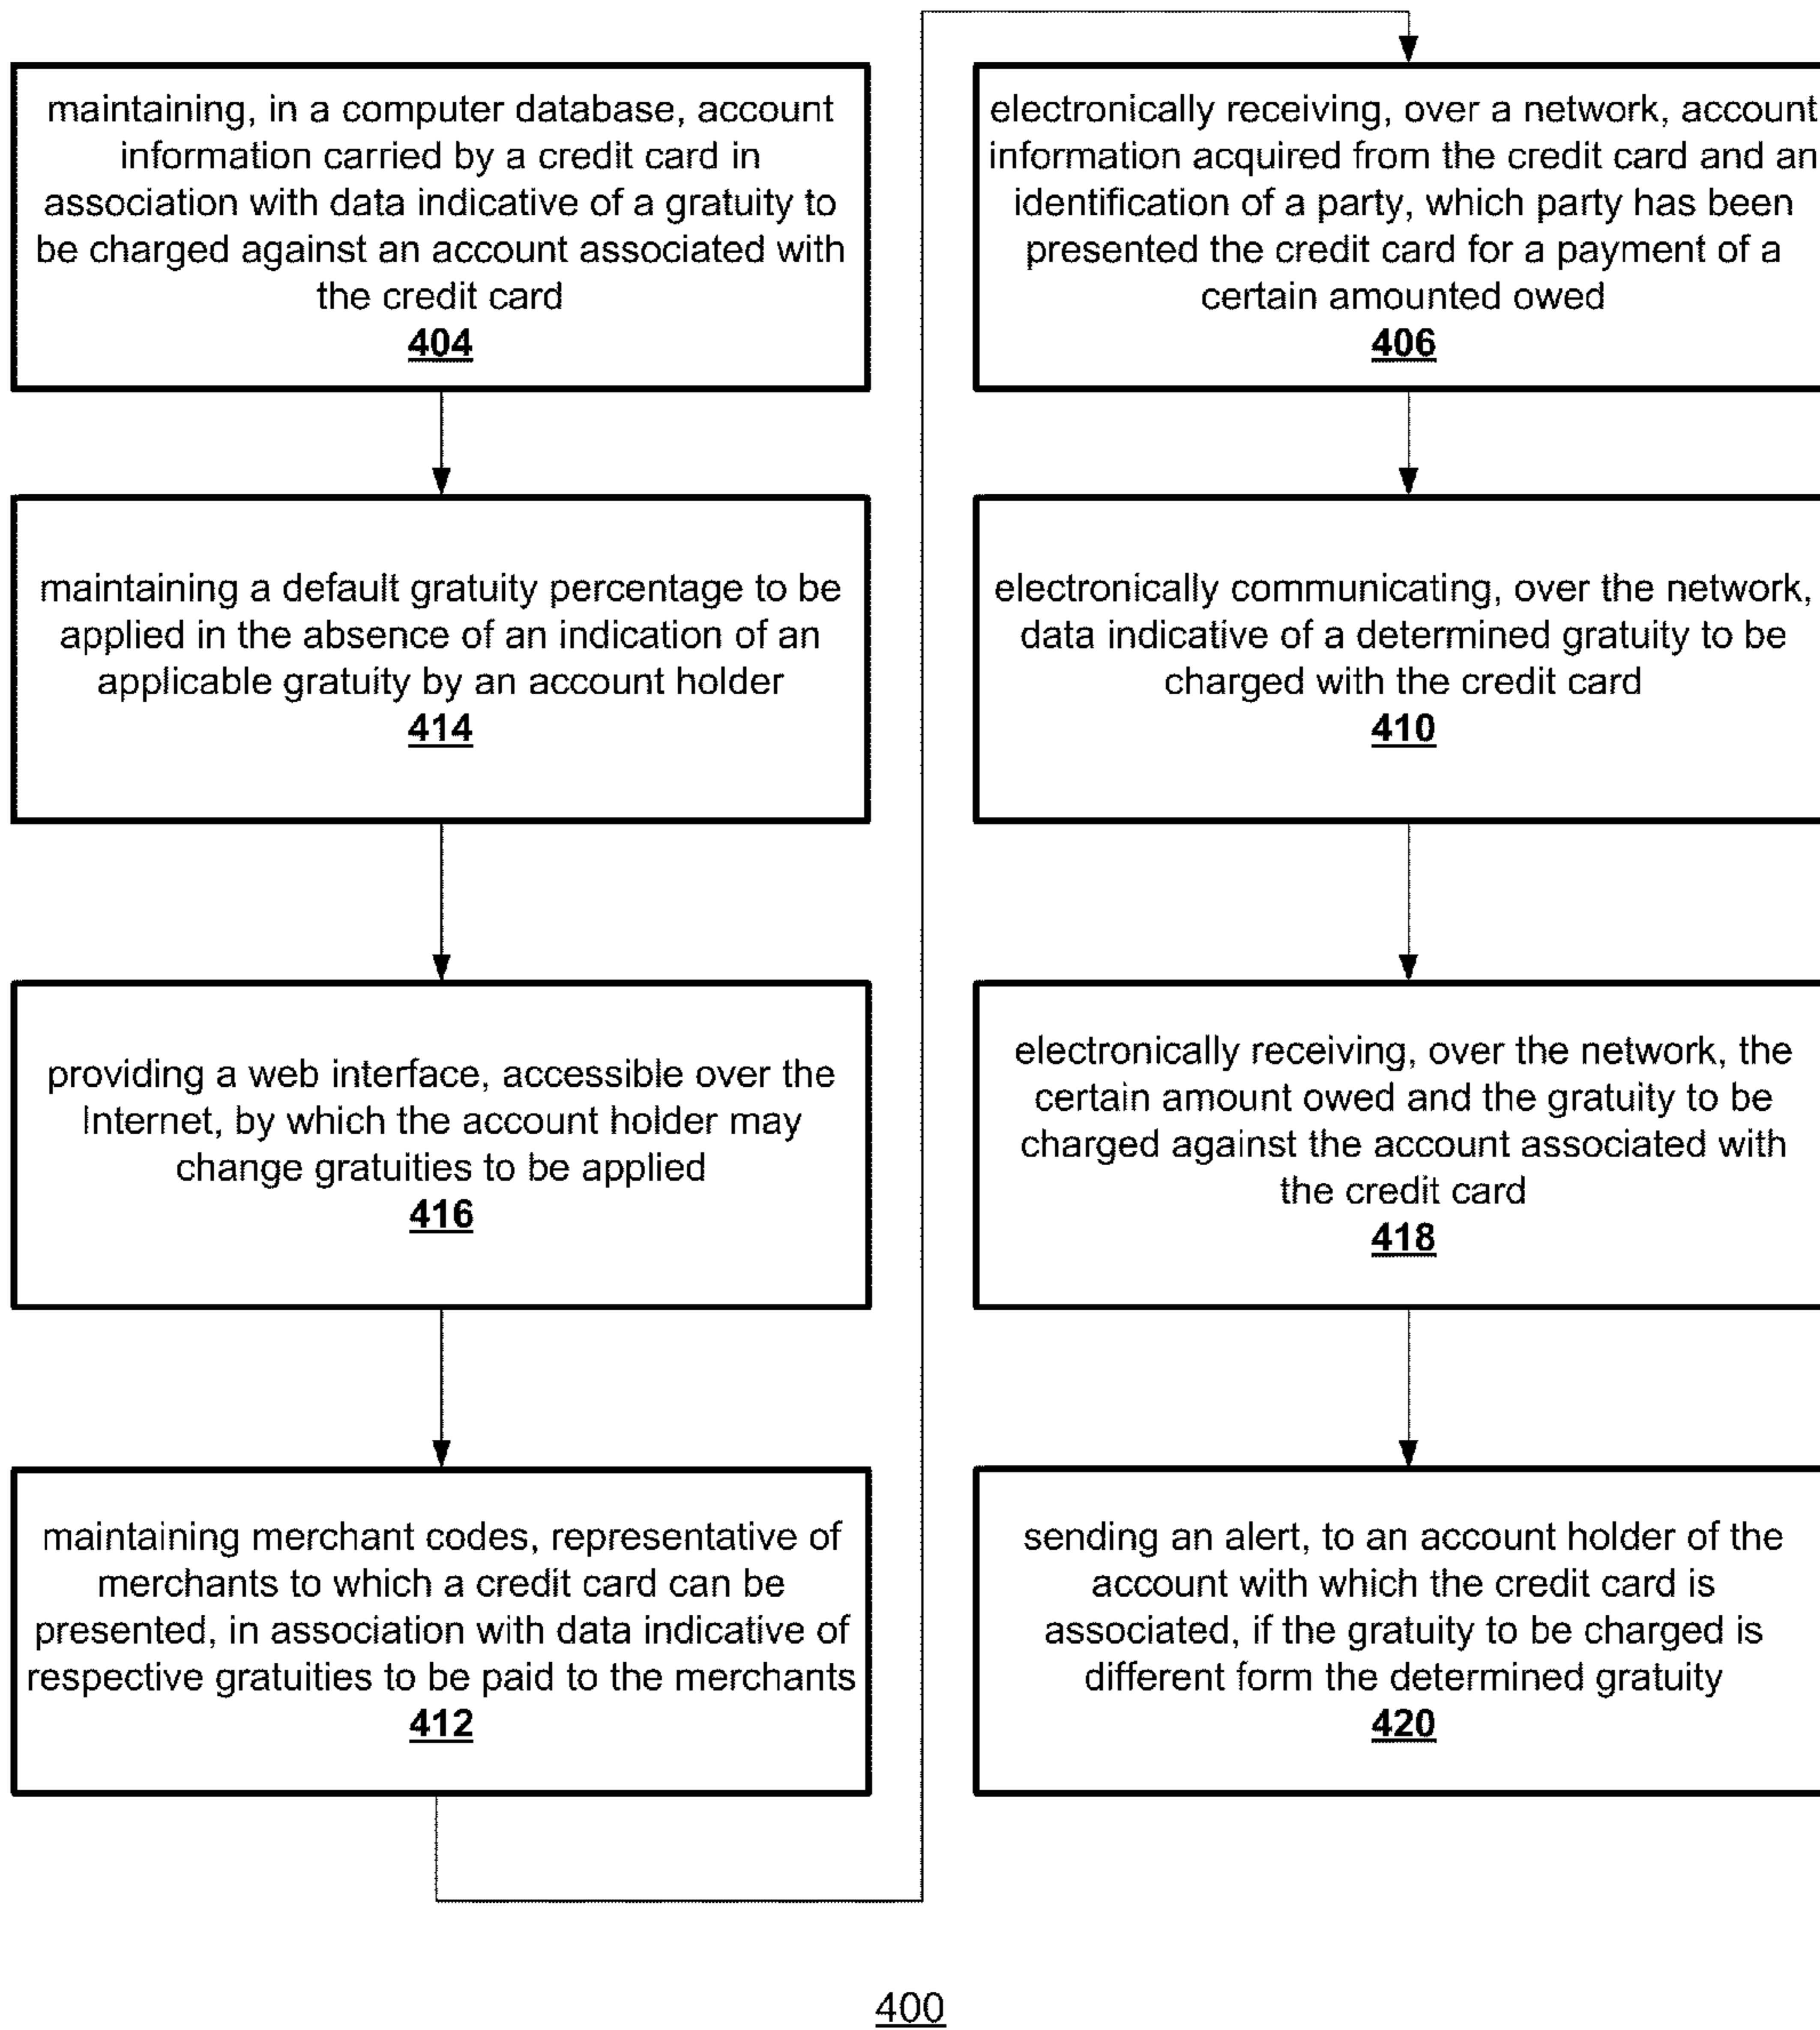 maintaining, in a computer database, account
information carried by a credit card in
association with data indicative of a gratuity to
be charged against an account associated with
the credit card
404
maintaining a default gratuity percentage to be
applied in the absence of an indication of an
applicable gratuity by an account holder
414
providing a web interface, accessible over the
Internet, by which the account holder may
change gratuities to be applied
416
maintaining merchant codes, representative of
merchants to which a credit card can be
presented, in association with data indicative of
respective gratuities to be paid to the merchants
412
electronically receiving, over a network, account
information acquired from the credit card and an
identification of a party, which party has been
presented the credit card for a payment of a
certain amounted owed
406
electronically communicating, over the network,
data indicative of a determined gratuity to be
charged with the credit card
410
electronically receiving, over the network, the
certain amount owed and the gratuity to be
charged against the account associated with
the credit card
418
sending an alert, to an account holder of the
account with which the credit card is
associated, if the gratuity to be charged is
different form the determined gratuity
420
400